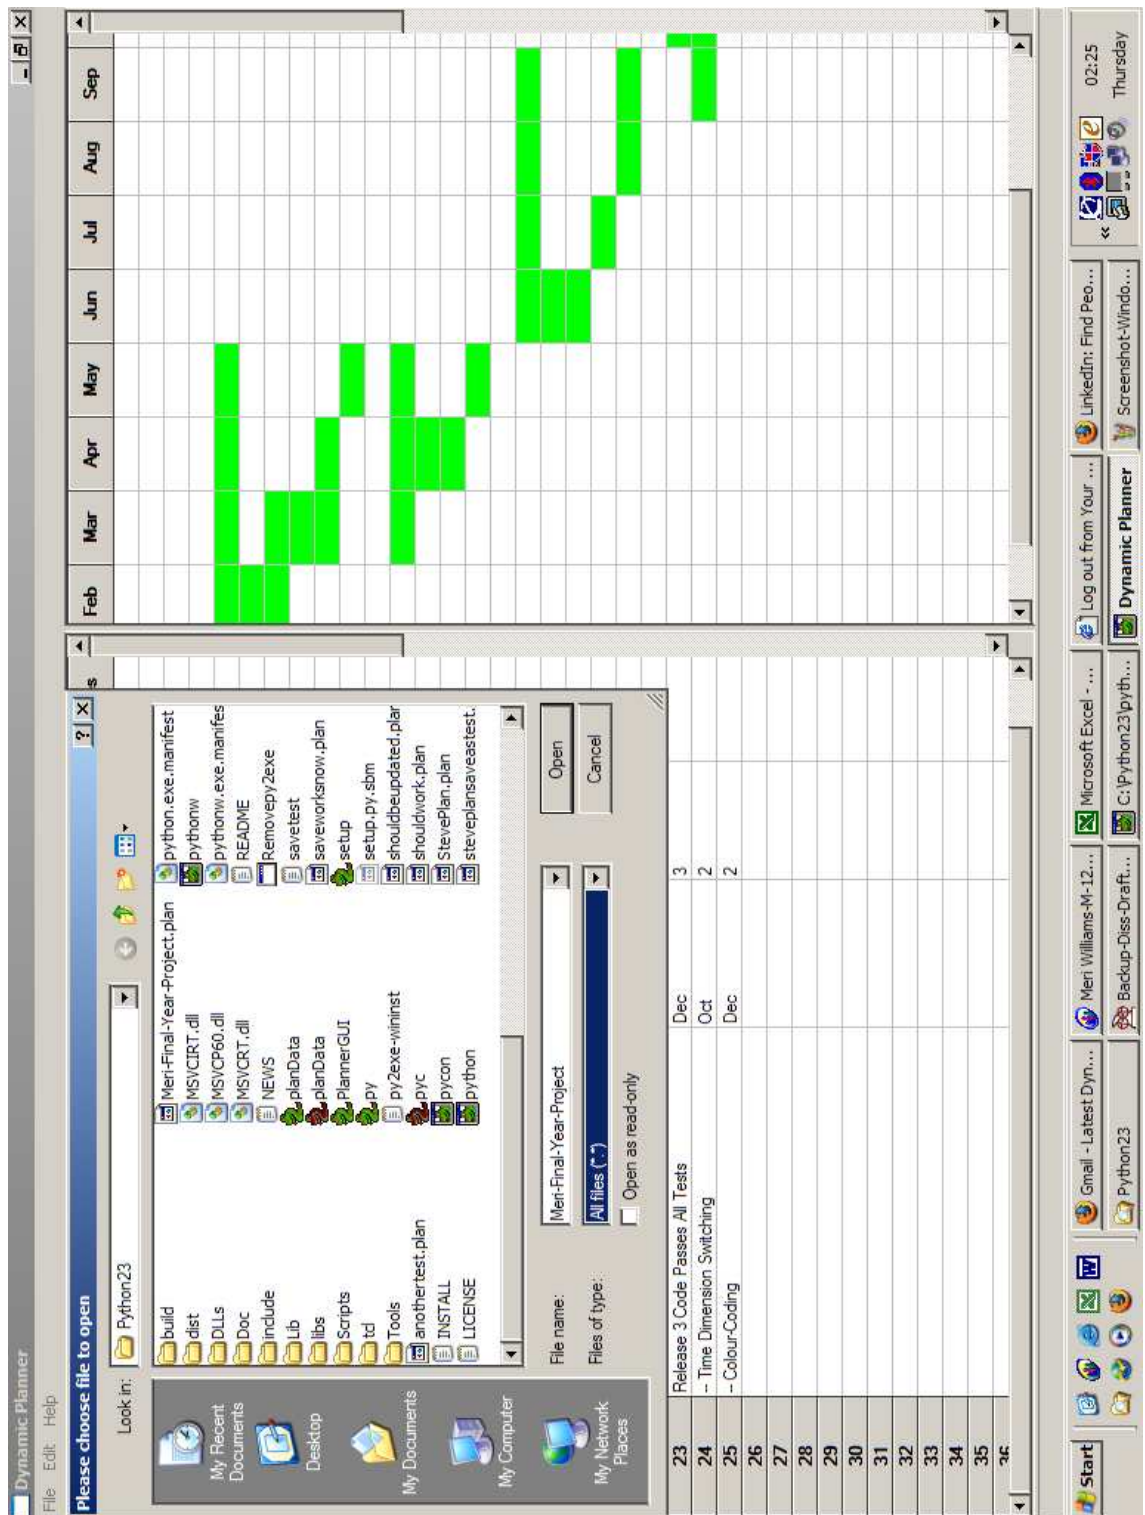 Dynamic Planner
File Edit Help
Please choose file to open
Look in: Python23
My Recent Documents
Desktop
My Documents
My Computer
My Network Places
build
dist
DLLs
Doc
include
Lib
libs
Scripts
tcl
Tools
anothertest.plan
INSTALL
LICENSE
Meri-Final-Year-Project.plan
MSVCIRT.dll
MSVCP60.dll
MSVCRT.dll
NEWS
planData
planData
PlannerGUI
py
py2exe-wininst
pyc
pycon
python
python.exe.manifest
pythonw
pythonw.exe.manifes
README
Removepy2exe
savetest
saveworksnow.plan
setup
setup.py.sbm
shouldbeupdated.plan
shouldwork.plan
StevePlan.plan
steveplansaveastest.
File name: Meri-Final-Year-Project Open
Files of type: All files (*.*) Cancel
Open as read-only
Feb Mar Apr May Jun Jul Aug Sep
23 Release 3 Code Passes All Tests Dec 3
24 -- Time Dimension Switching Oct 2
25 -- Colour-Coding Dec 2
26
27
28
29
30
31
32
33
34
35
36
Start
Gmail - Latest Dyn... Meri Williams-M-12... Microsoft Excel - ... Log out from Your ... LinkedIn: Find Peo... 02:25
Python23 Backup-Diss-Draft... C:\Python23\pyth... Dynamic Planner Screenshot-Windo... Thursday